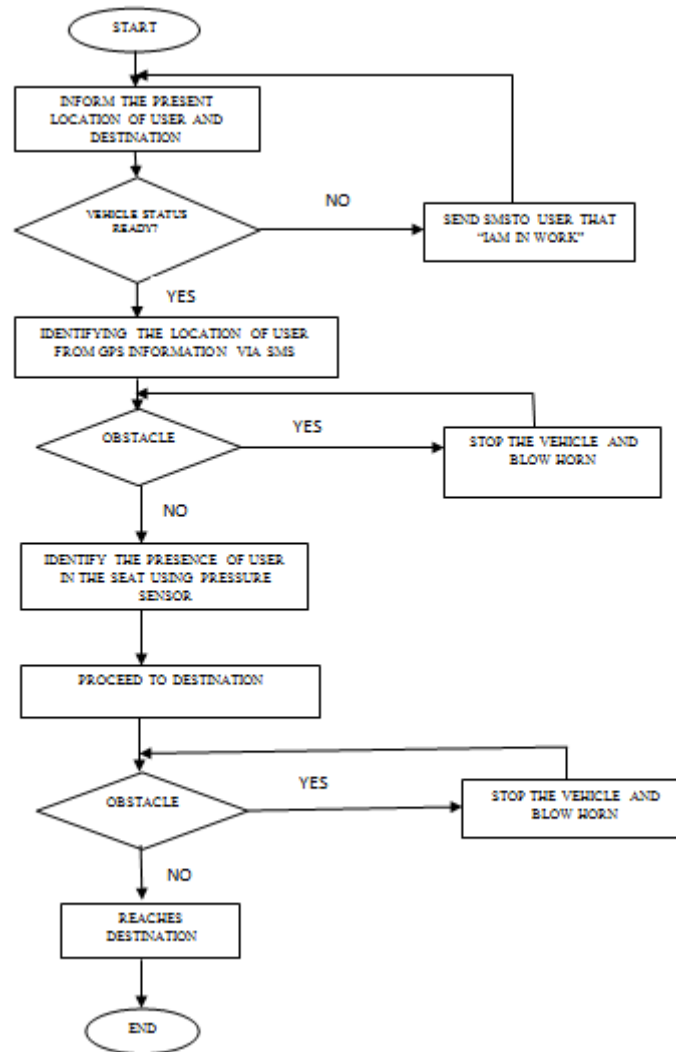 START
INFORM THE PRESENT
LOCATION OF USER AND
DESTINATION
VEHICLE STATUS
READY?
NO
SEND SMSTO USER THAT
“IAM IN WORK”
YES
IDENTIFYING THE LOCATION OF USER
FROM GPS INFORMATION VIA SMS
OBSTACLE
YES
STOP THE VEHICLE AND
BLOW HORN
NO
IDENTIFY THE PRESENCE OF USER
IN THE SEAT USING PRESSURE
SENSOR
PROCEED TO DESTINATION
OBSTACLE
YES
STOP THE VEHICLE AND
BLOW HORN
NO
REACHES
DESTINATION
END